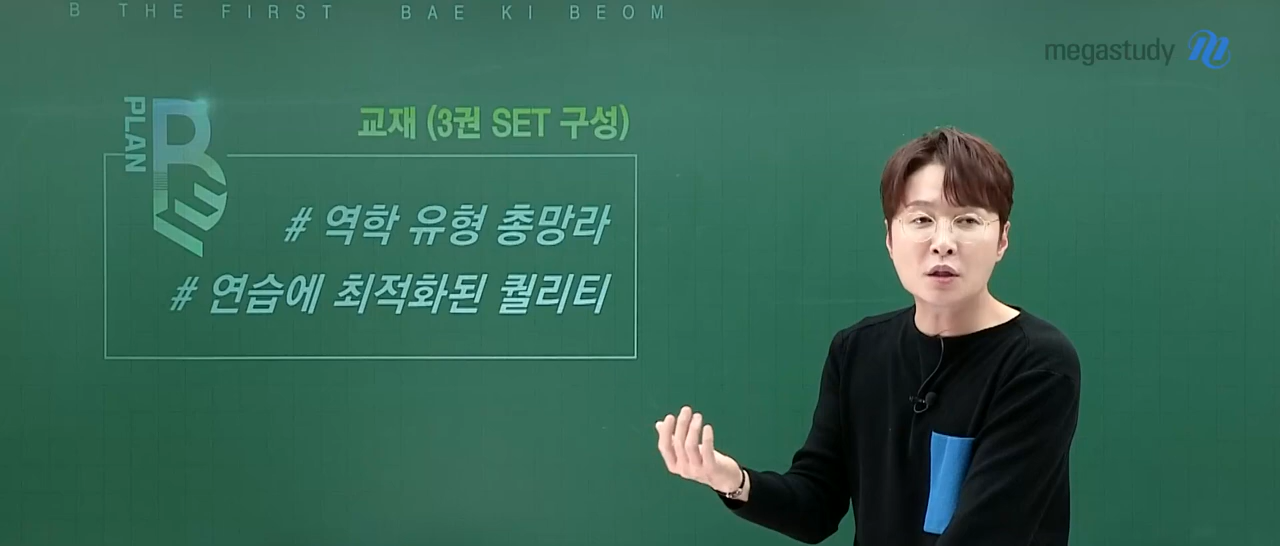 B THE FIRST BAE KI BEOM
megastudy
PLAN
교재 (3권 SET 구성)
# 역학 유형 총망라
# 연습에 최적화된 퀄리티